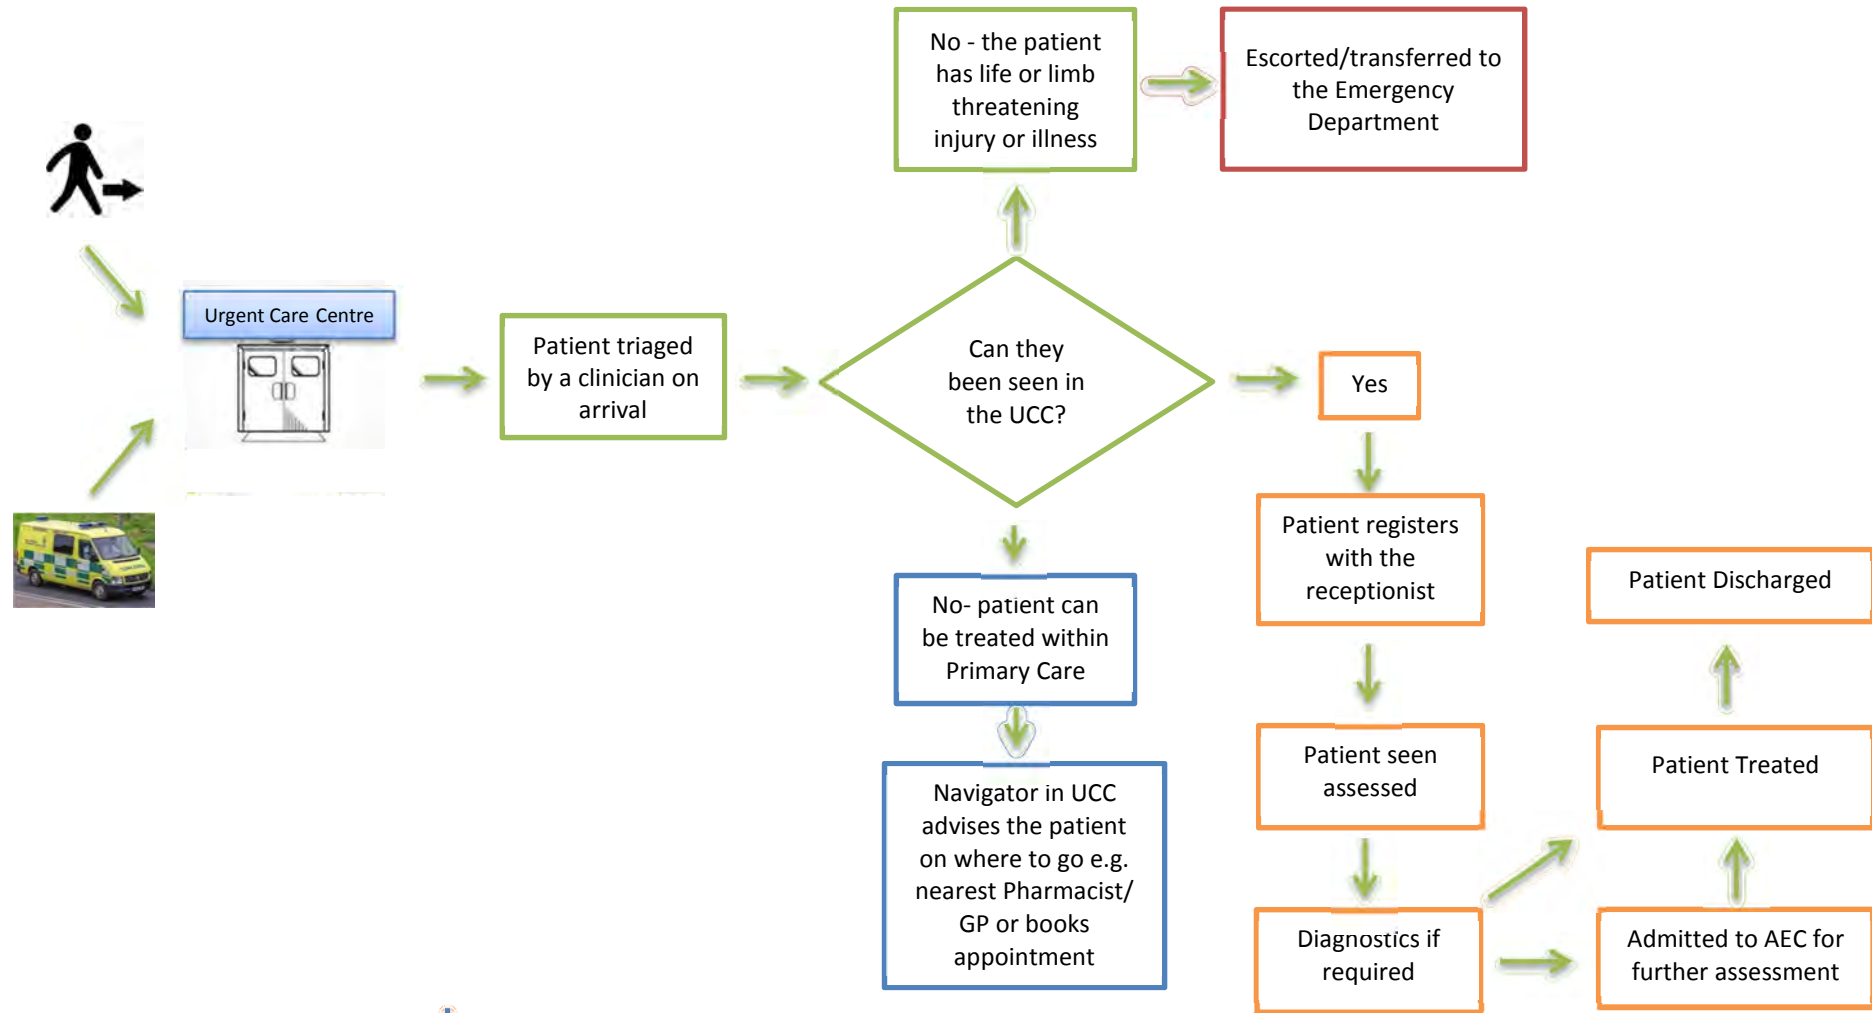 No - the patient
has life or limb
threatening
injury or illness
Escorted/transferred to
the Emergency
Department
Urgent Care Centre
Patient triaged
by a clinician on
arrival
Can they
been seen in
the UCC?
Yes
Patient registers
with the
receptionist
Patient Discharged
No- patient can
be treated within
Primary Care
Patient seen
assessed
Patient Treated
Navigator in UCC
advises the patient
on where to go e.g.
nearest Pharmacist/
GP or books
appointment
Diagnostics if
required
Admitted to AEC for
further assessment